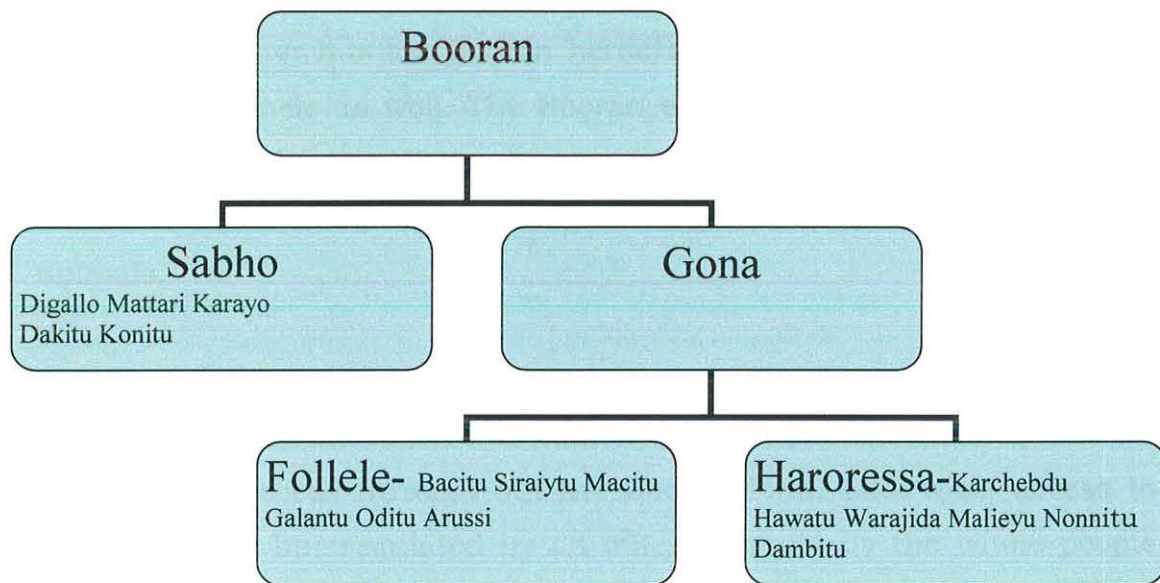 Booran
Sabho
Digallo Mattari Karayo
Dakitu Konitu
Gona
Follele- Bacitu Siraiytu Macitu
Galantu Oditu Arussi
Haroressa-Karchebdu
Hawatu Warajida Malieyu Nonnitu
Dambitu